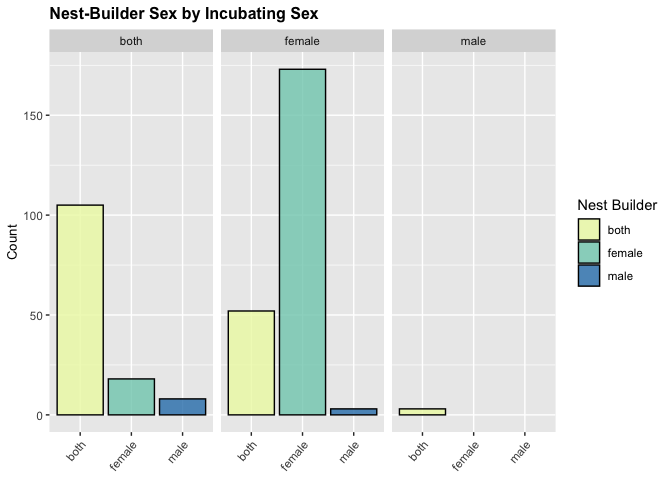 Nest-Builder Sex by Incubating Sex
both female male
150
100
50
0
Count
both female male both female male both female male
Nest Builder
both
female
male